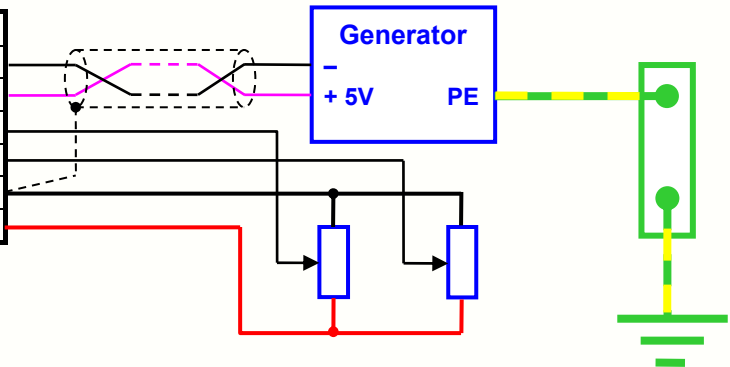 Generator
–
+ 5V PE